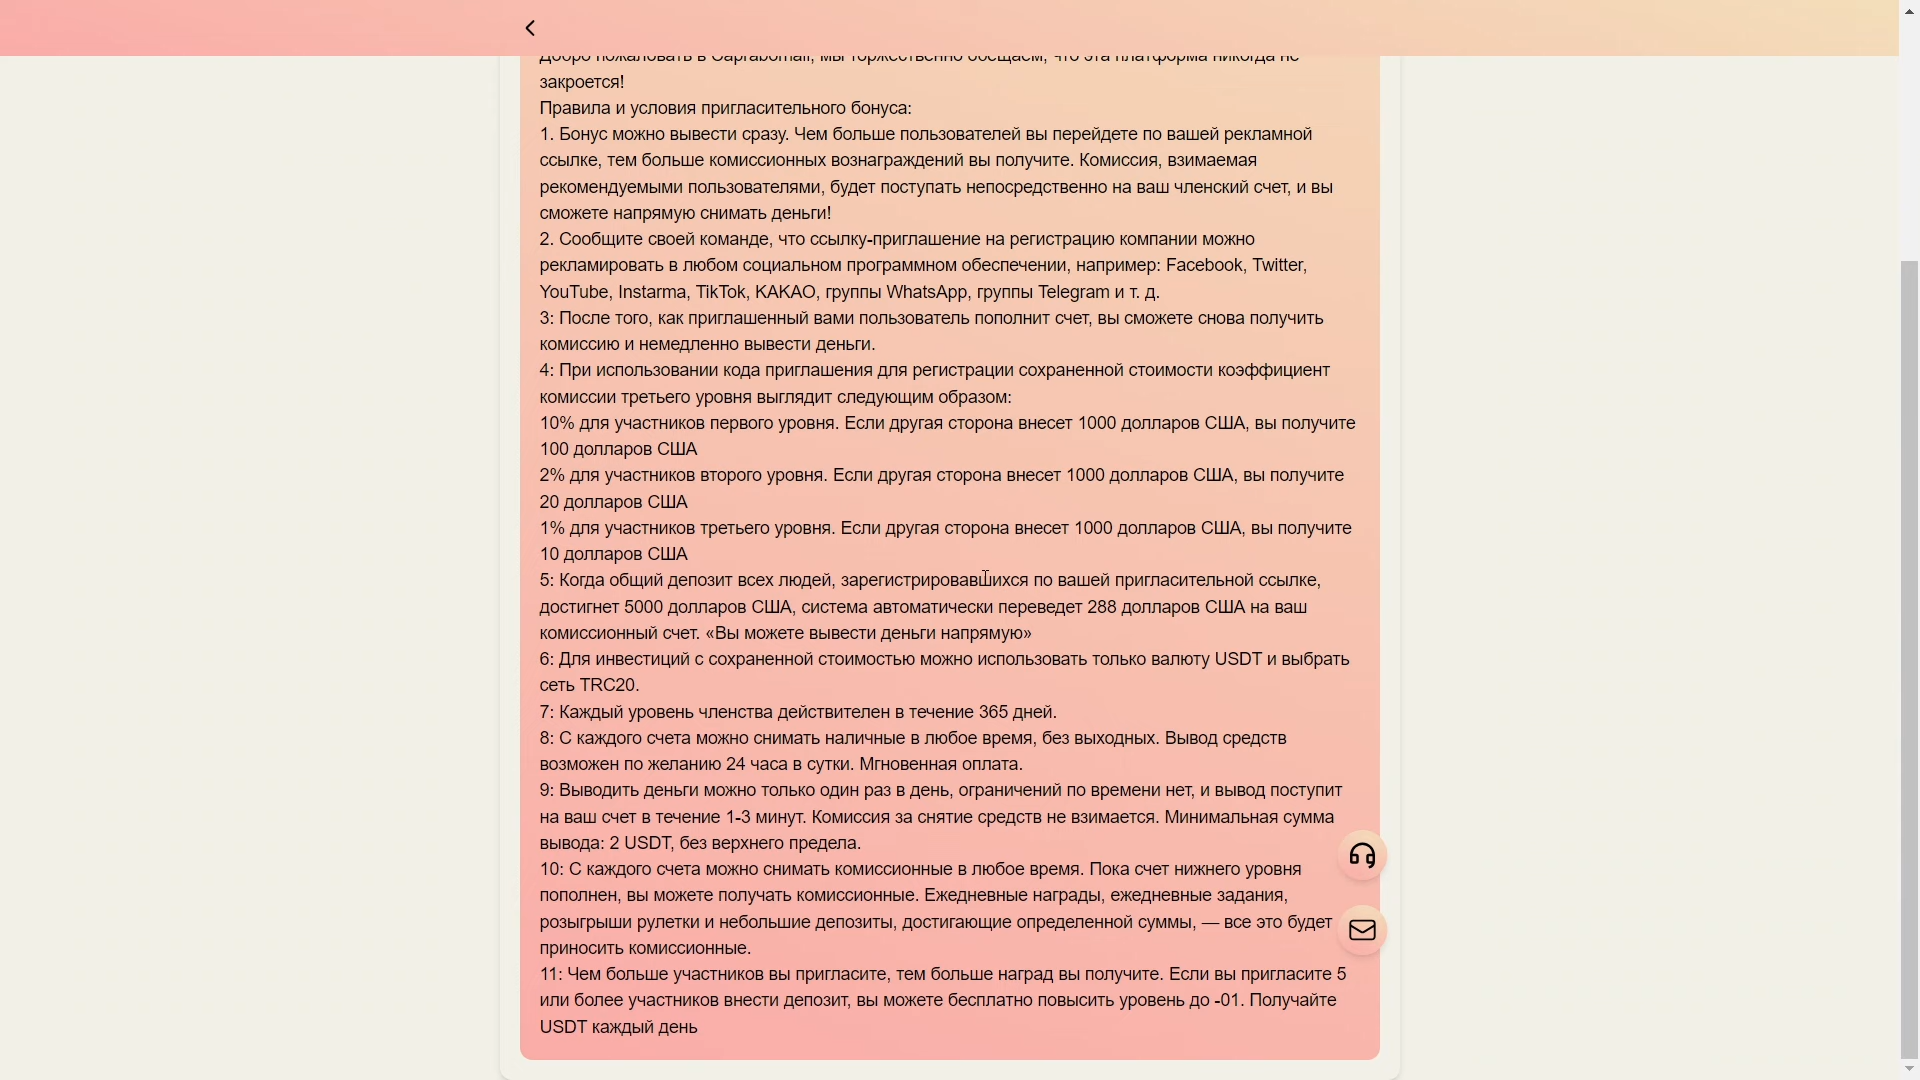 Добро пожаловать в Saprabomall, мы торжественно обещаем, что эта платформа никогда не
закроется!
Правила и условия пригласительного бонуса:
1. Бонус можно вывести сразу. Чем больше пользователей вы перейдете по вашей рекламной
ссылке, тем больше комиссионных вознаграждений вы получите. Комиссия, взимаемая
рекомендуемыми пользователями, будет поступать непосредственно на ваш членский счет, и вы
сможете напрямую снимать деньги!
2. Сообщите своей команде, что ссылку-приглашение на регистрацию компании можно
рекламировать в любом социальном программном обеспечении, например: Facebook, Twitter,
YouTube, Instarma, TikTok, KAKAO, группы WhatsApp, группы Telegram и т. д.
3: После того, как приглашенный вами пользователь пополнит счет, вы сможете снова получить
комиссию и немедленно вывести деньги.
4: При использовании кода приглашения для регистрации сохраненной стоимости коэффициент
комиссии третьего уровня выглядит следующим образом:
10% для участников первого уровня. Если другая сторона внесет 1000 долларов США, вы получите
100 долларов США
2% для участников второго уровня. Если другая сторона внесет 1000 долларов США, вы получите
20 долларов США
1% для участников третьего уровня. Если другая сторона внесет 1000 долларов США, вы получите
10 долларов США
5: Когда общий депозит всех людей, зарегистрировавшихся по вашей пригласительной ссылке,
достигнет 5000 долларов США, система автоматически переведет 288 долларов США на ваш
комиссионный счет. «Вы можете вывести деньги напрямую»
6: Для инвестиций с сохраненной стоимостью можно использовать только валюту USDT и выбрать
сеть TRC20.
7: Каждый уровень членства действителен в течение 365 дней.
8: С каждого счета можно снимать наличные в любое время, без выходных. Вывод средств
возможен по желанию 24 часа в сутки. Мгновенная оплата.
9: Выводить деньги можно только один раз в день, ограничений по времени нет, и вывод поступит
на ваш счет в течение 1-3 минут. Комиссия за снятие средств не взимается. Минимальная сумма
вывода: 2 USDT, без верхнего предела.
10: С каждого счета можно снимать комиссионные в любое время. Пока счет нижнего уровня
пополнен, вы можете получать комиссионные. Ежедневные награды, ежедневные задания,
розыгрыши рулетки и небольшие депозиты, достигающие определенной суммы, — все это будет
приносить комиссионные.
11: Чем больше участников вы пригласите, тем больше наград вы получите. Если вы пригласите 5
или более участников внести депозит, вы можете бесплатно повысить уровень до -01. Получайте
USDT каждый день